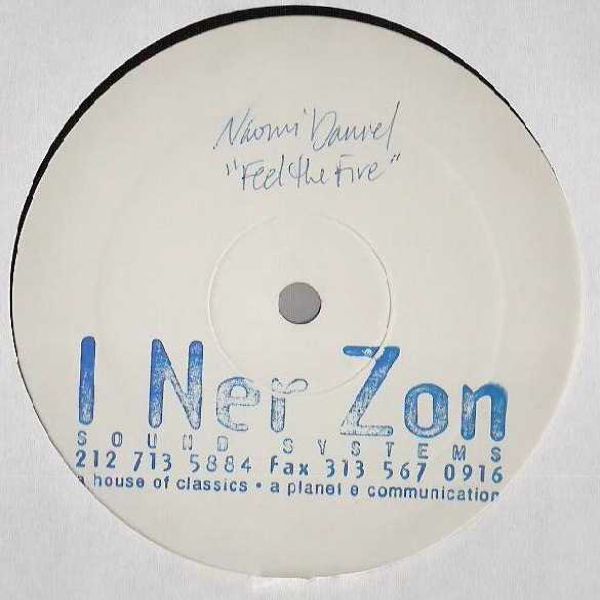 Naomi Daniel
"Feel the Fire"
I Ner Zon
SOUND SYSTEMS
212 713 5884 Fax 313 567 0916
a house of classics • a planet e communication